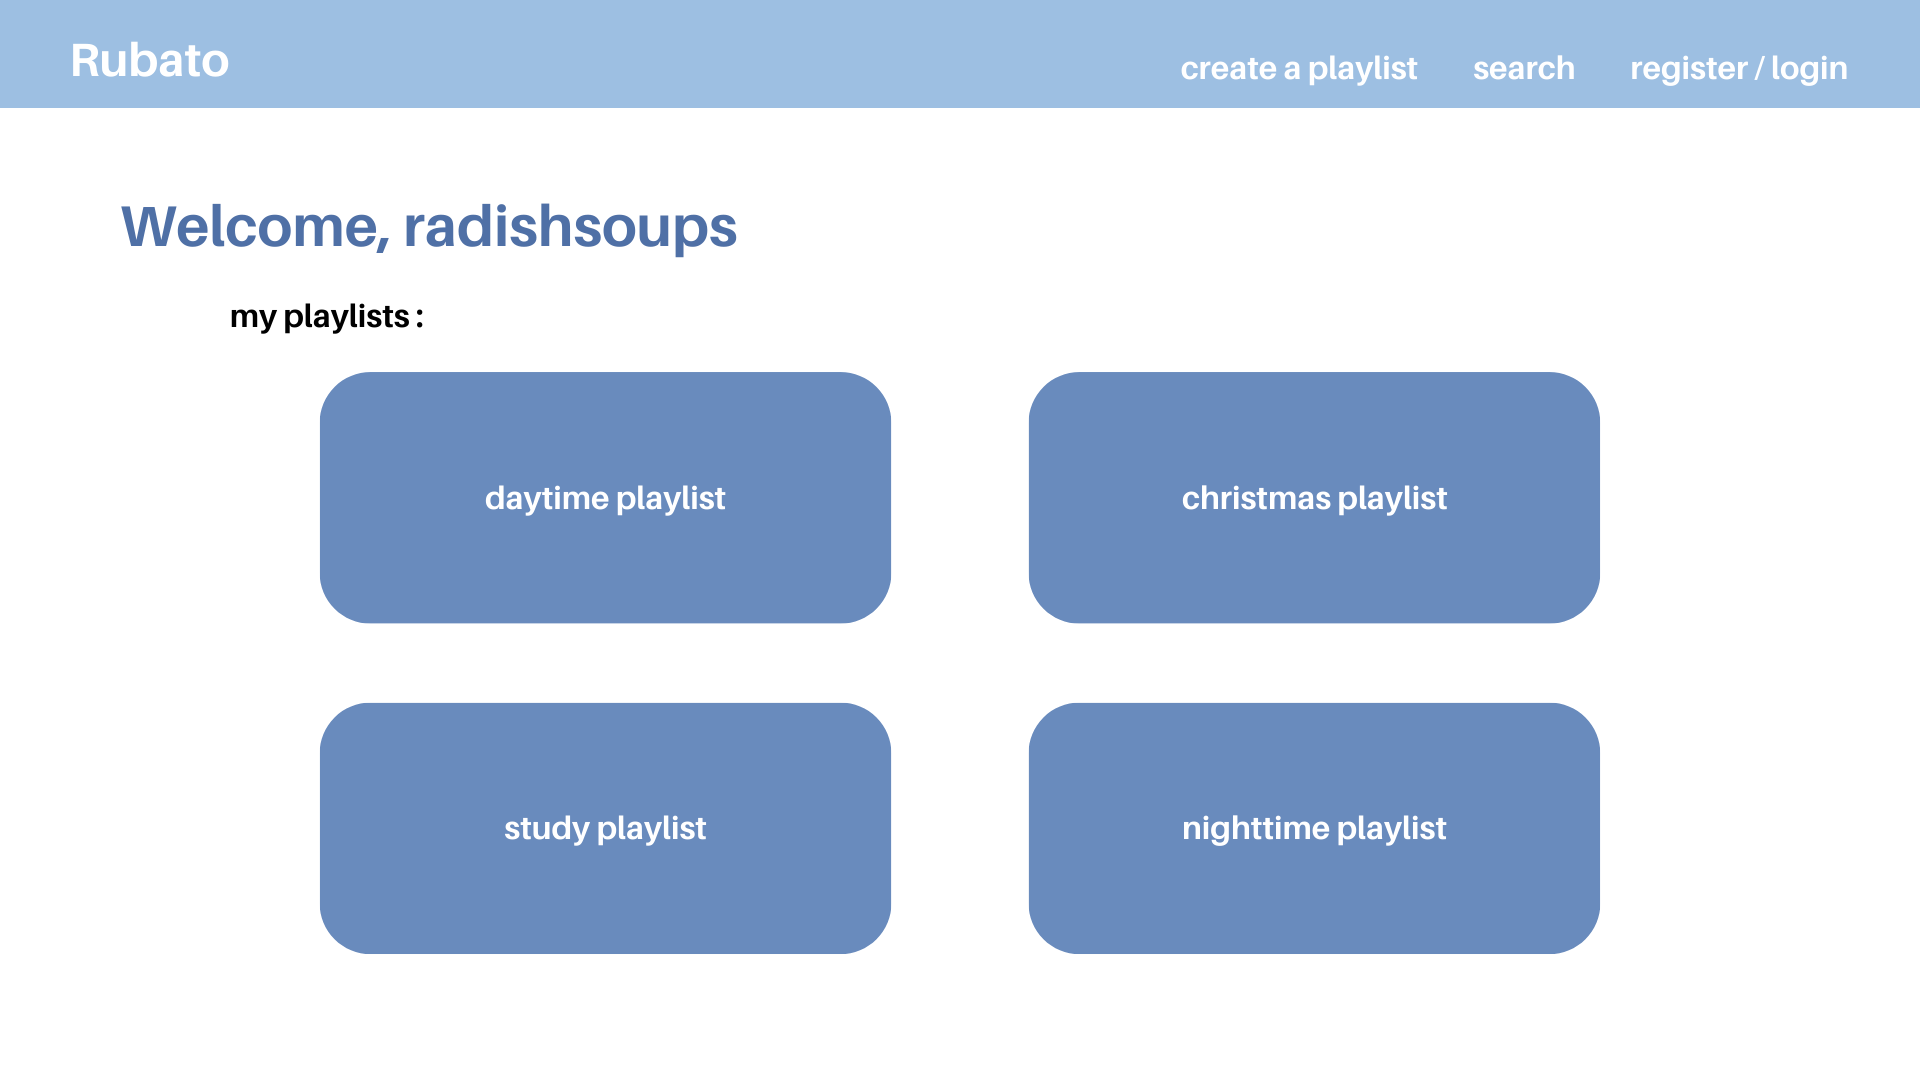 Rubato
create a playlist
search
register / login
Welcome, radishsoups
my playlists :
daytime playlist
christmas playlist
study playlist
nighttime playlist